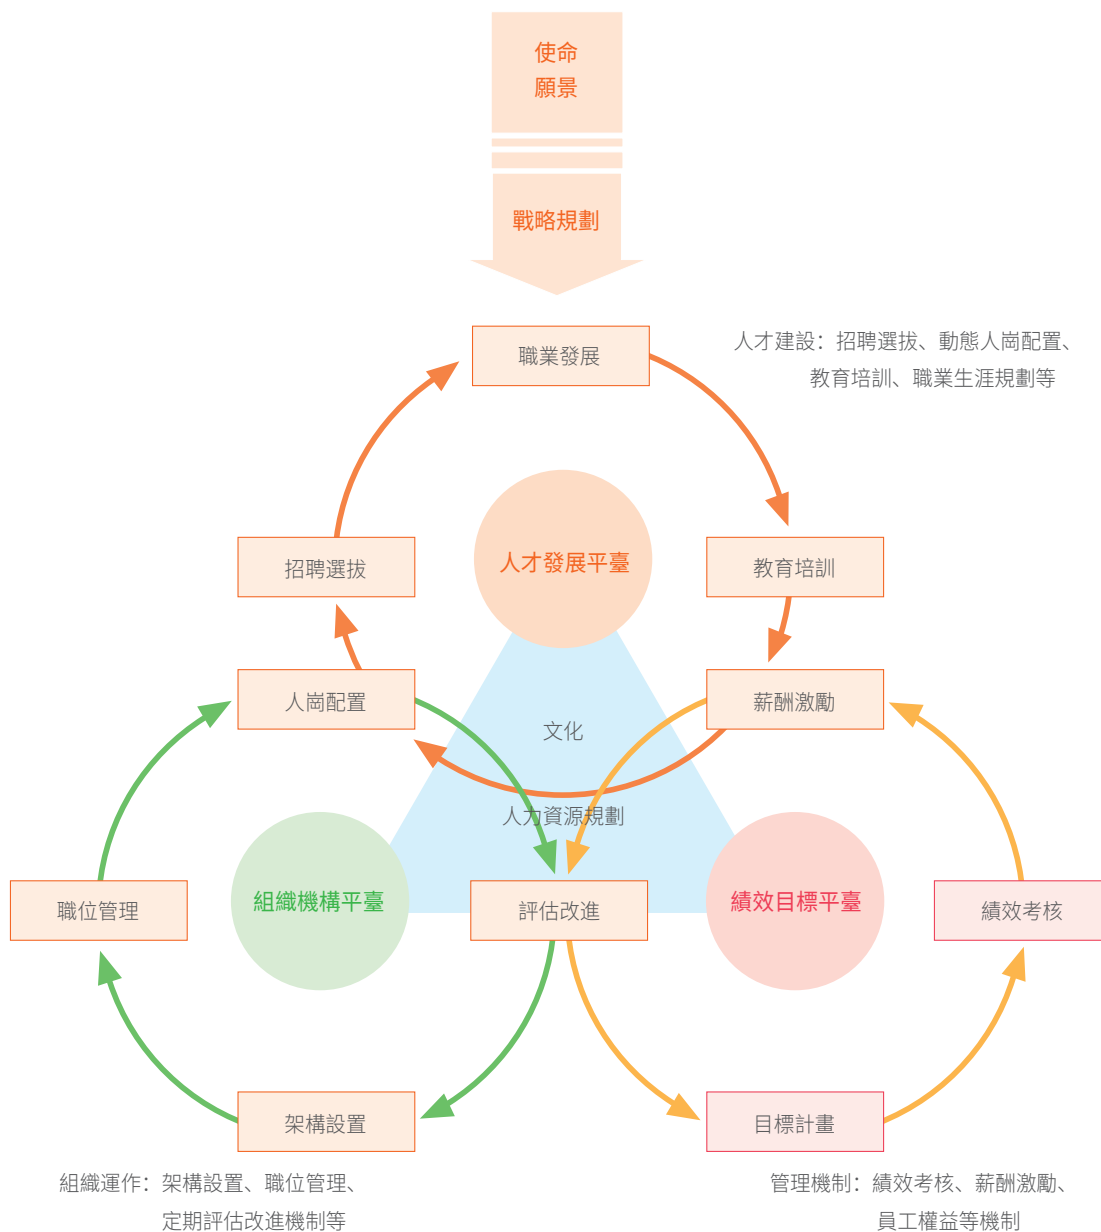 使命
願景
戰略規劃
職業發展
人才建設：招聘選拔、動態人崗配置、
教育培訓、職業生涯規劃等
人才發展平臺
招聘選拔
教育培訓
人崗配置
薪酬激勵
文化
人力資源規劃
組織機構平臺
績效目標平臺
職位管理
評估改進
績效考核
架構設置
目標計畫
組織運作：架構設置、職位管理、
定期評估改進機制等
管理機制：績效考核、薪酬激勵、
員工權益等機制